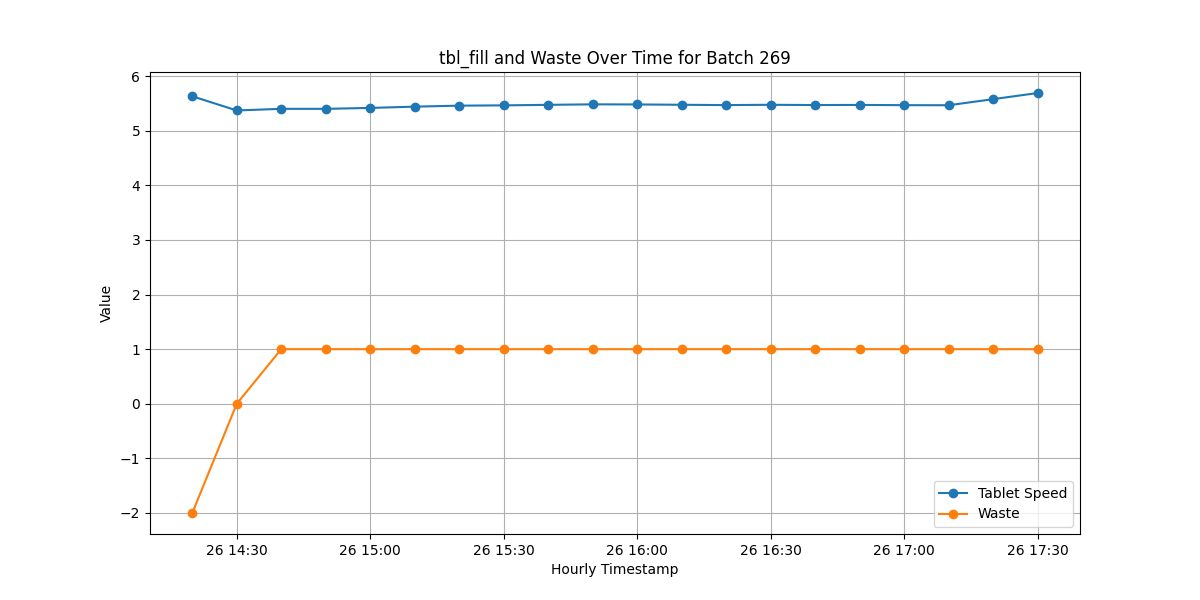 tbl_fill and Waste Over Time for Batch 269
6
5
4
3
2
1
0
−1
−2
Value
Tablet Speed
Waste
26 14:30 26 15:00 26 15:30 26 16:00 26 16:30 26 17:00 26 17:30
Hourly Timestamp